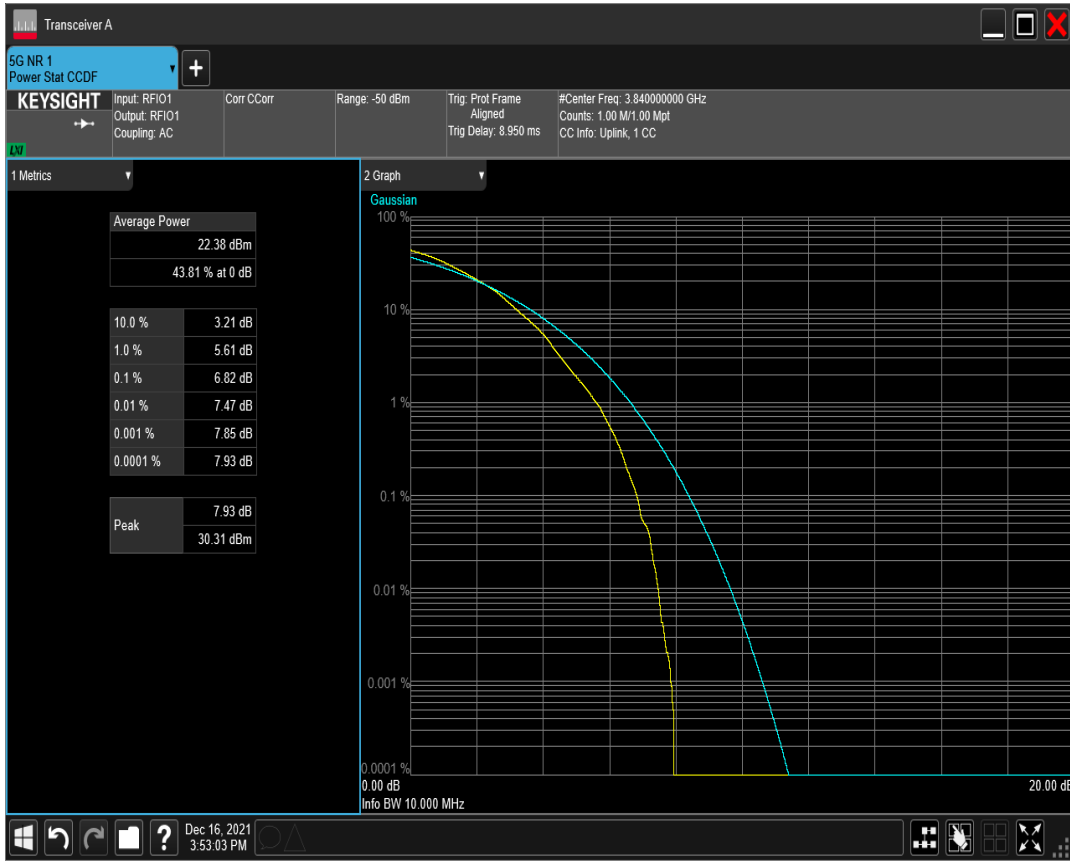 Transceiver A
5G NR 1
Power Stat CCDF
+
KEYSIGHT
LXI
Input: RFIO1
Output: RFIO1
Coupling: AC
Corr CCorr
Range: -50 dBm
Trig: Prot Frame
Aligned
Trig Delay: 8.950 ms
#Center Freq: 3.840000000 GHz
Counts: 1.00 M/1.00 Mpt
CC Info: Uplink, 1 CC
1 Metrics
Average Power
22.38 dBm
43.81 % at 0 dB
10.0 % 3.21 dB
1.0 % 5.61 dB
0.1 % 6.82 dB
0.01 % 7.47 dB
0.001 % 7.85 dB
0.0001 % 7.93 dB
Peak 7.93 dB
30.31 dBm
2 Graph
Gaussian
100 %
10 %
1 %
0.1 %
0.01 %
0.001 %
0.0001 %
0.00 dB 20.00 dB
Info BW 10.000 MHz
? Dec 16, 2021
3:53:03 PM